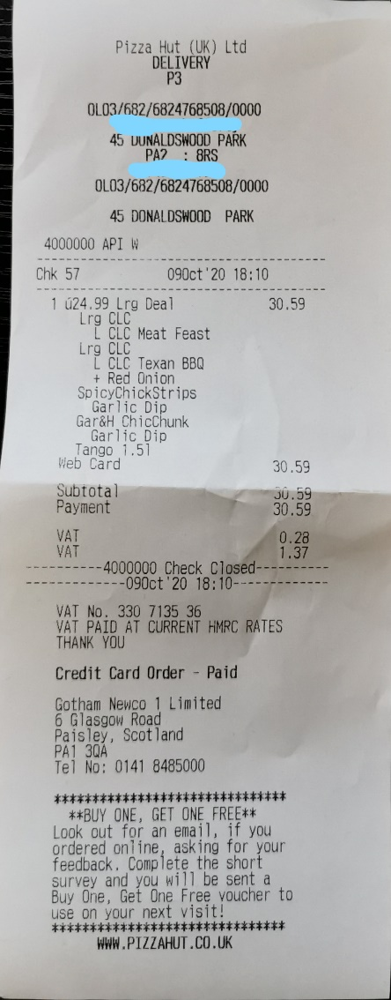 Pizza Hut (UK) Ltd
DELIVERY
P3
OL03/682/6824768508/0000
45 DONALDSWOOD PARK
PA2 : 8RS
OL03/682/6824768508/0000
45 DONALDSWOOD PARK
4000000 API W
Chk 57 09Oct'20 18:10
1 ú24.99 Lrg Deal 30.59
Lrg CLC
L CLC Meat Feast
Lrg CLC
L CLC Texan BBQ
+ Red Onion
SpicyChickStrips
Garlic Dip
Gar&H ChicChunk
Garlic Dip
Tango 1.5l
Web Card 30.59
Subtotal 30.59
Payment 30.59
VAT 0.28
VAT 1.37
----------4000000 Check Closed----------
-------------09Oct'20 18:10-------------
VAT No. 330 7135 36
VAT PAID AT CURRENT HMRC RATES
THANK YOU
Credit Card Order - Paid
Gotham Newco 1 Limited
6 Glasgow Road
Paisley, Scotland
PA1 3QA
Tel No: 0141 8485000
********************************
**BUY ONE, GET ONE FREE**
Look out for an email, if you
ordered online, asking for your
feedback. Complete the short
survey and you will be sent a
Buy One, Get One Free voucher to
use on your next visit!
********************************
WWW.PIZZAHUT.CO.UK